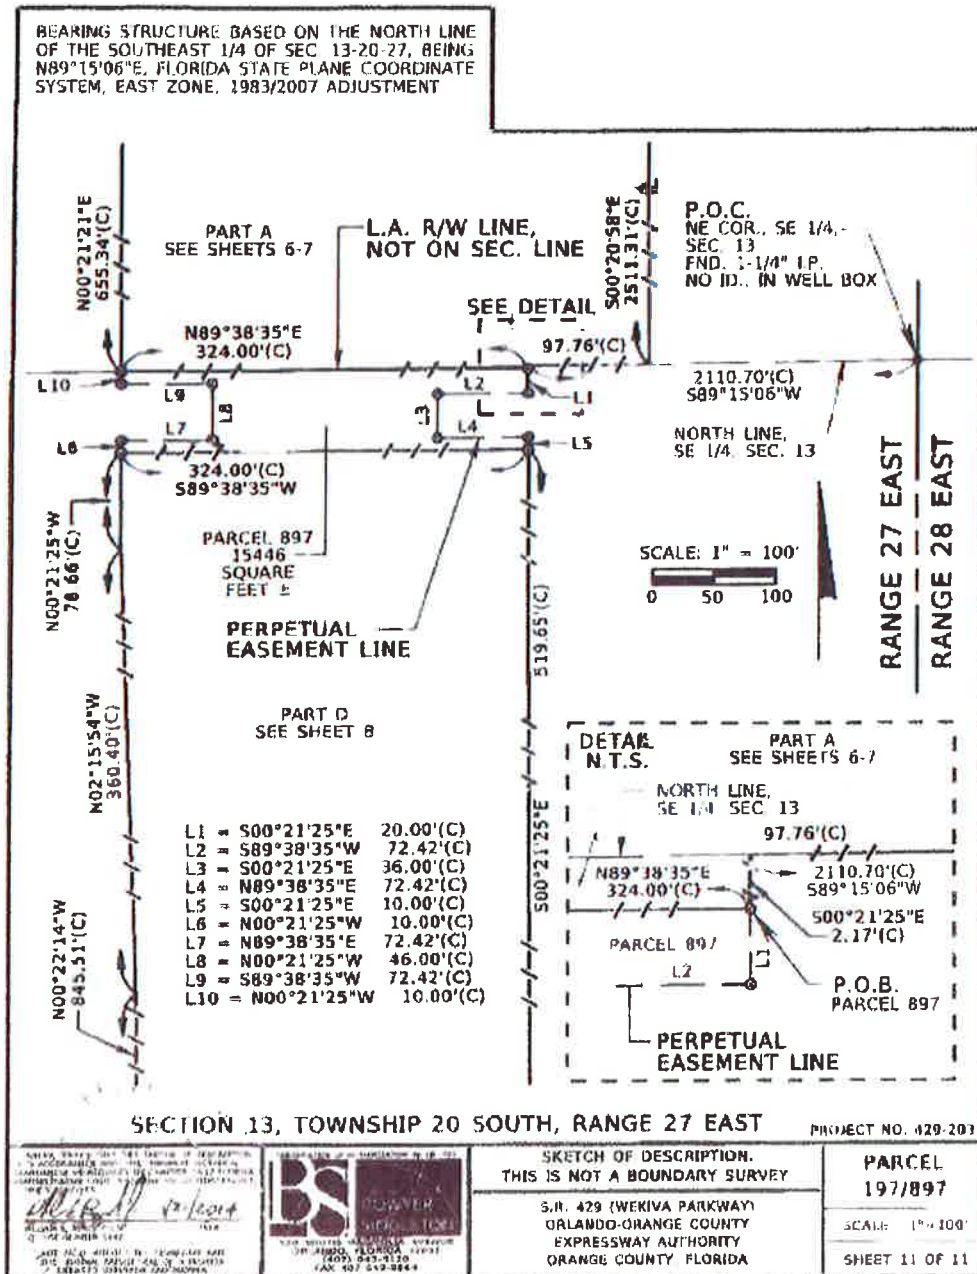 BEARING STRUCTURE BASED ON THE NORTH LINE
OF THE SOUTHEAST 1/4 OF SEC 13-20-27, BEING
N89°15'06"E, FLORIDA STATE PLANE COORDINATE
SYSTEM, EAST ZONE, 1983/2007 ADJUSTMENT
N00°21'21"E
655.34'(C)
PART A
SEE SHEETS 6-7
L.A. R/W LINE,
NOT ON SEC. LINE
S00°20'58"E
2511.31'(C)
P.O.C.
NE COR., SE 1/4,
SEC. 13
FND. 1-1/4" I.P.
NO ID., IN WELL BOX
SEE DETAIL
N89°38'35"E
324.00'(C)
97.76'(C)
L10
L9
L8
L7
L6
L2
L3
L4
L1
L5
2110.70'(C)
S89°15'06"W
NORTH LINE,
SE 1/4, SEC. 13
324.00'(C)
S89°38'35"W
N00°21'25"W
78.66'(C)
PARCEL 897
15446
SQUARE
FEET ±
PERPETUAL
EASEMENT LINE
519.65'(C)
SCALE: 1" = 100'
0 50 100
RANGE 27 EAST
RANGE 28 EAST
N02°15'54"W
360.40'(C)
PART D
SEE SHEET 8
S00°21'25"E
L1 = S00°21'25"E 20.00'(C)
L2 = S89°38'35"W 72.42'(C)
L3 = S00°21'25"E 36.00'(C)
L4 = N89°38'35"E 72.42'(C)
L5 = S00°21'25"E 10.00'(C)
L6 = N00°21'25"W 10.00'(C)
L7 = N89°38'35"E 72.42'(C)
L8 = N00°21'25"W 46.00'(C)
L9 = S89°38'35"W 72.42'(C)
L10 = N00°21'25"W 10.00'(C)
N00°22'14"W
845.51'(C)
DETAIL
N.T.S.
PART A
SEE SHEETS 6-7
NORTH LINE,
SE 1/4 SEC 13
97.76'(C)
N89°38'35"E
324.00'(C)
2110.70'(C)
S89°15'06"W
S00°21'25"E
2.17'(C)
PARCEL 897
L2
L1
P.O.B.
PARCEL 897
PERPETUAL
EASEMENT LINE
SECTION 13, TOWNSHIP 20 SOUTH, RANGE 27 EAST
PROJECT NO. 429-203
BS
SKETCH OF DESCRIPTION.
THIS IS NOT A BOUNDARY SURVEY
S.R. 429 (WEKIVA PARKWAY)
ORLANDO-ORANGE COUNTY
EXPRESSWAY AUTHORITY
ORANGE COUNTY, FLORIDA
PARCEL
197/897
SCALE: 1"=100'
SHEET 11 OF 11